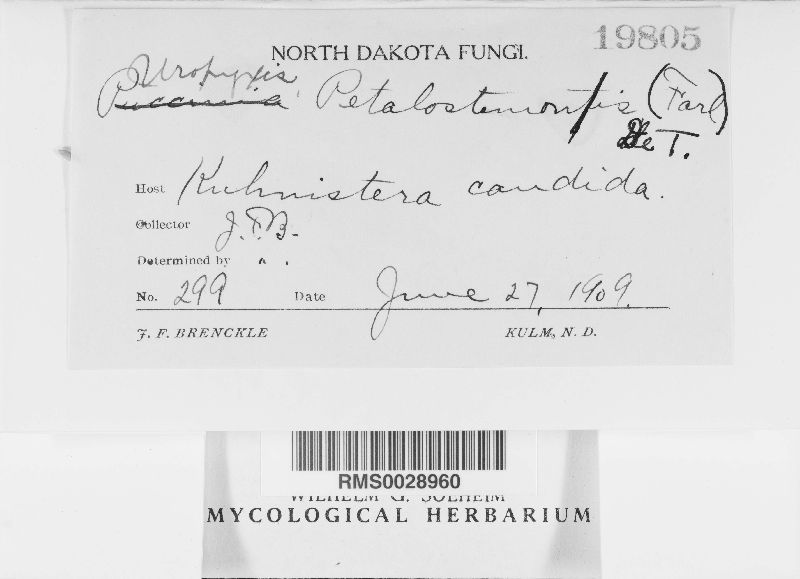 19805
NORTH DAKOTA FUNGI.
Uropyxis
Puccinia Petalostemontis (Farl)
De T.
Host Kuhnistera candida.
Collector J.F.B.
Determined by " .
No. 299 Date June 27, 1909.
J. F. BRENCKLE KULM, N. D.
RMS0028960
WILHELM G. SOLHEIM
MYCOLOGICAL HERBARIUM